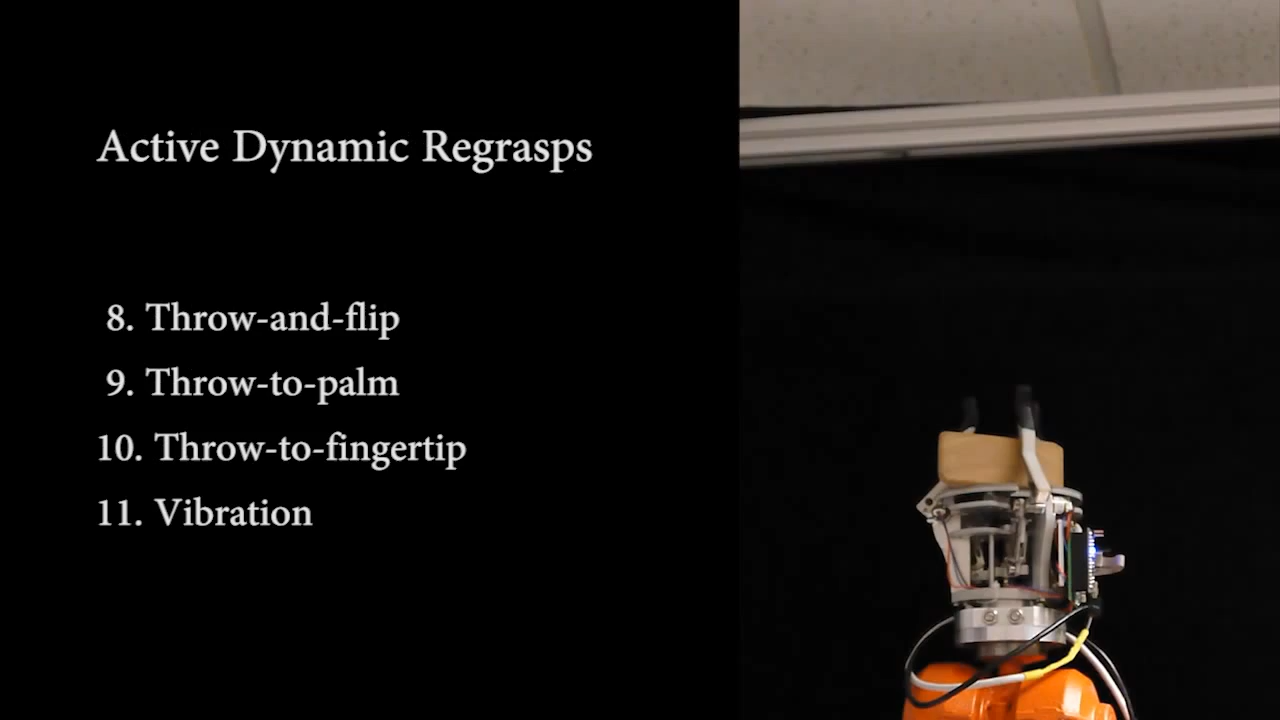 Active Dynamic Regrasps
8. Throw-and-flip
9. Throw-to-palm
10. Throw-to-fingertip
11. Vibration